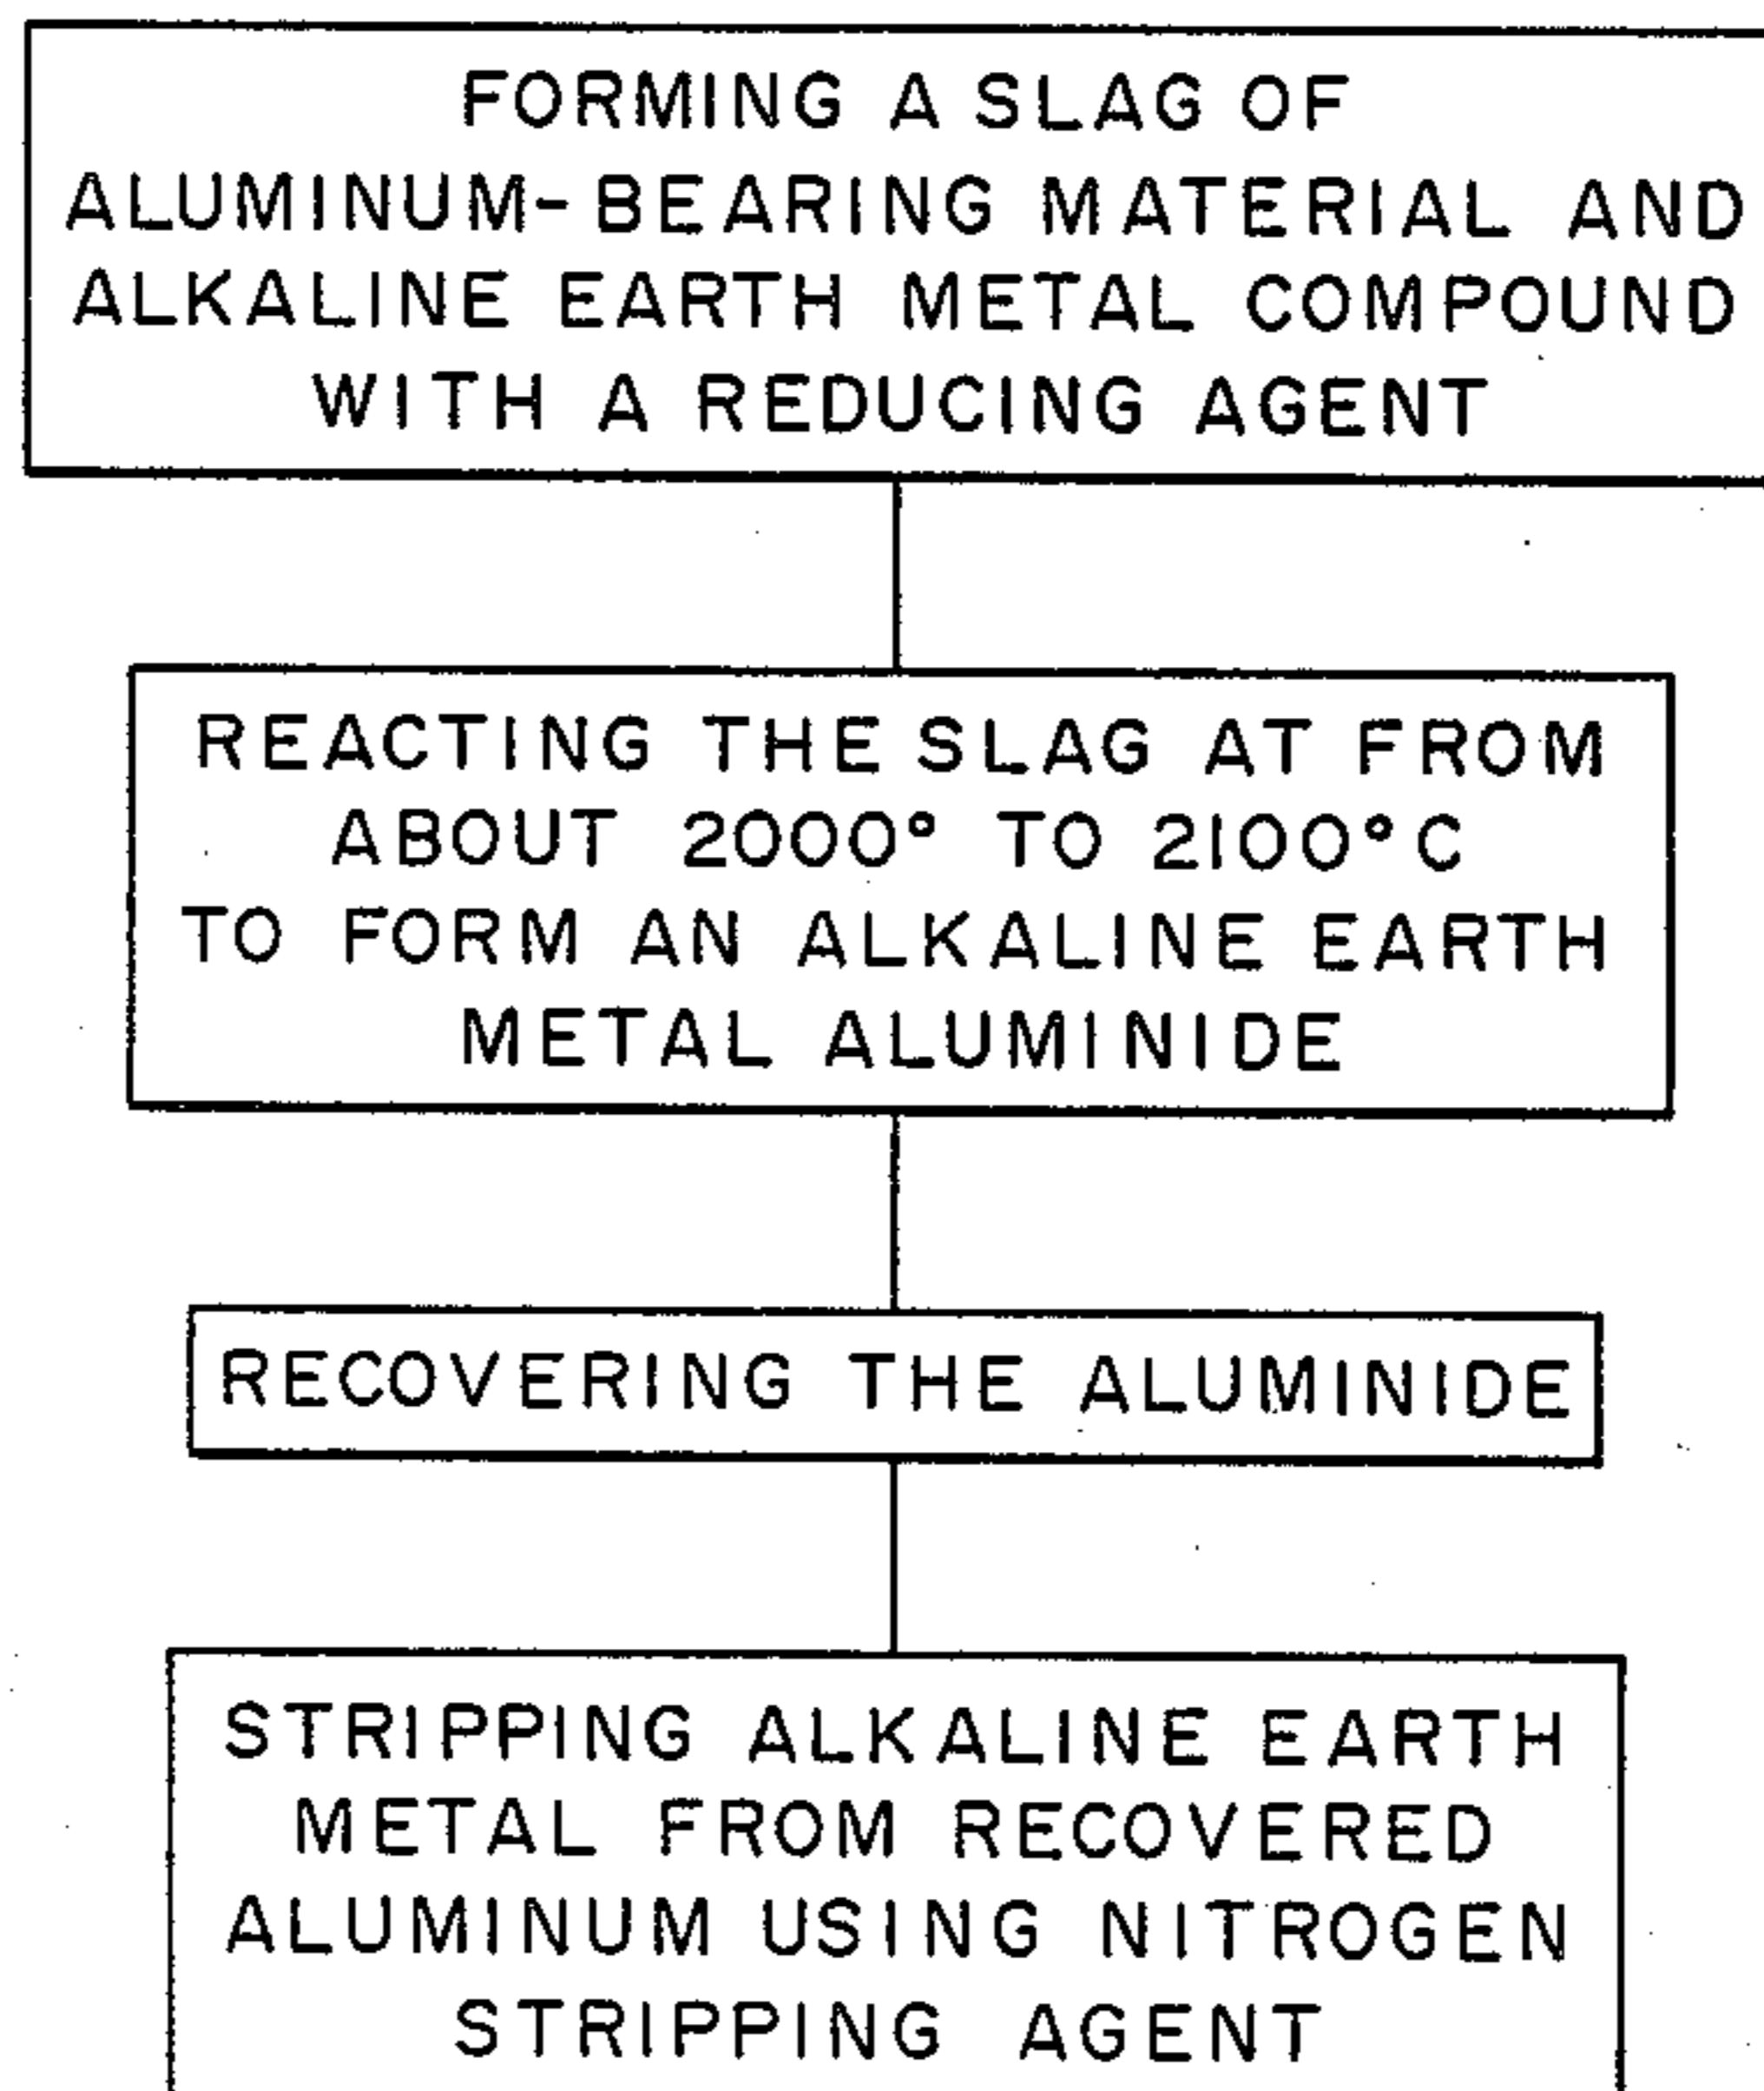 FORMING A SLAG OF
ALUMINUM-BEARING MATERIAL AND
ALKALINE EARTH METAL COMPOUND
WITH A REDUCING AGENT
REACTING THE SLAG AT FROM
ABOUT 2000° TO 2100°C
TO FORM AN ALKALINE EARTH
METAL ALUMINIDE
RECOVERING THE ALUMINIDE
STRIPPING ALKALINE EARTH
METAL FROM RECOVERED
ALUMINUM USING NITROGEN
STRIPPING AGENT